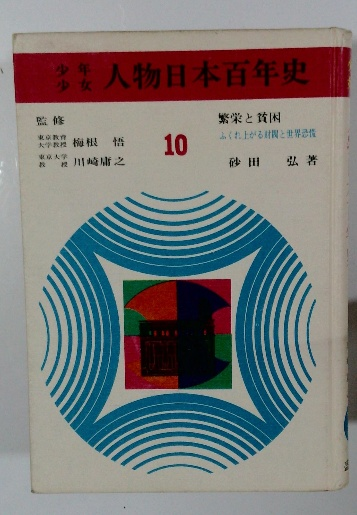 少年
少女 人物日本百年史
監修
東京教育
大学教授 梅根 悟
東京大学
教授 川崎庸之
10
繁栄と貧困
ふくれ上がる財閥と世界恐慌
砂田 弘著